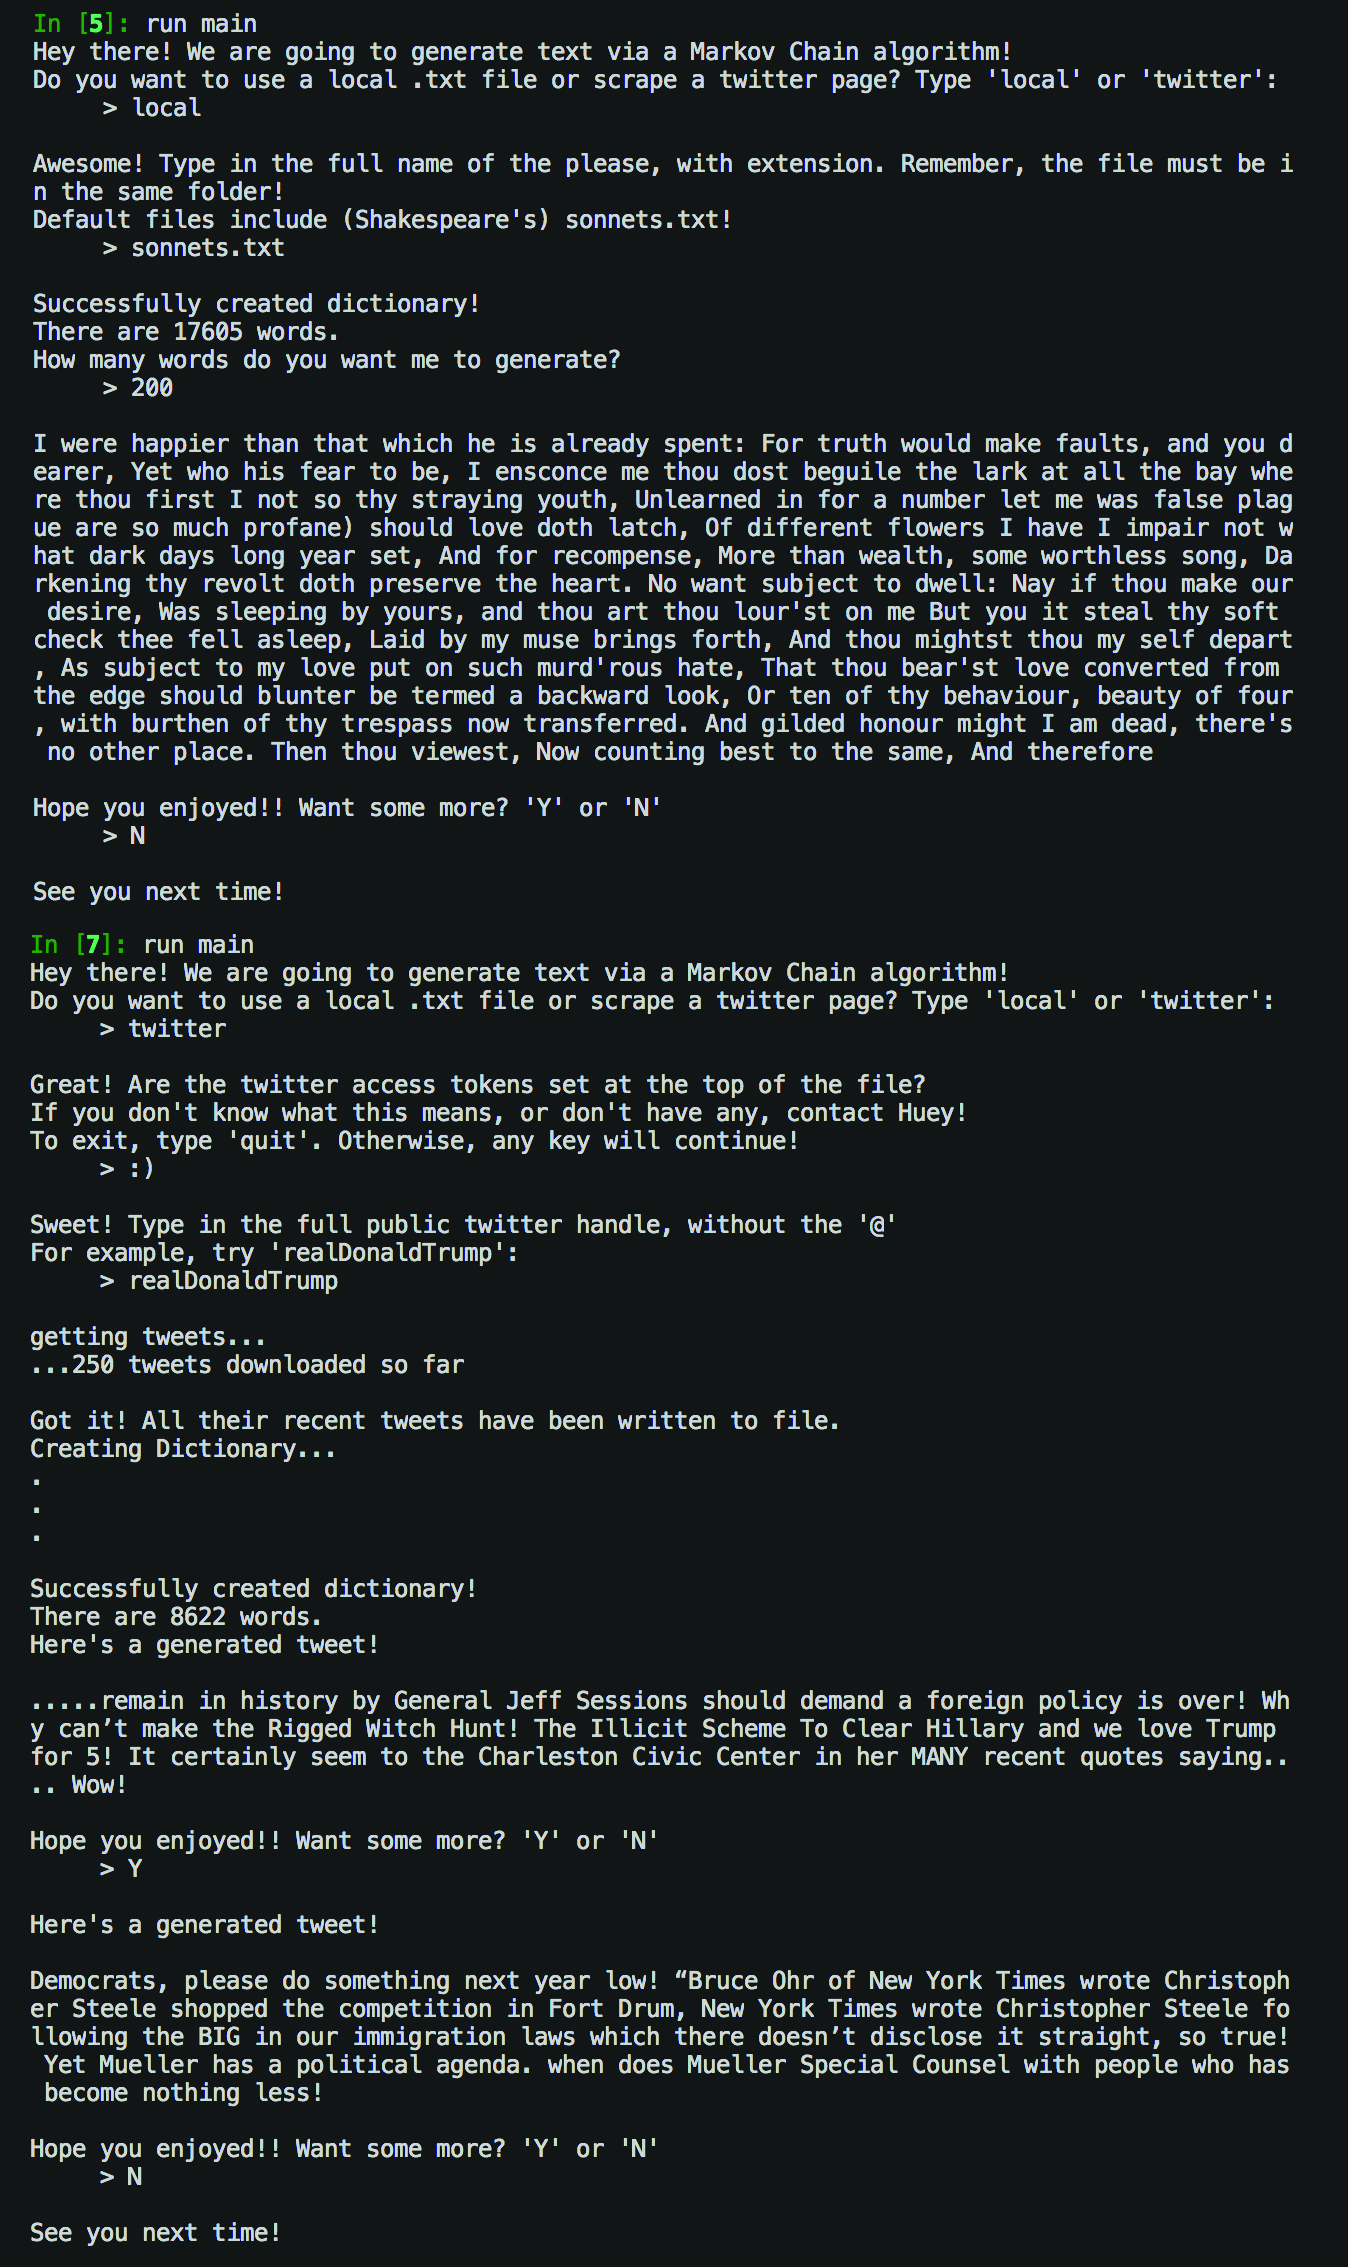 In [5]: run main
Hey there! We are going to generate text via a Markov Chain algorithm!
Do you want to use a local .txt file or scrape a twitter page? Type 'local' or 'twitter':
> local
Awesome! Type in the full name of the please, with extension. Remember, the file must be i
n the same folder!
Default files include (Shakespeare's) sonnets.txt!
> sonnets.txt
Successfully created dictionary!
There are 17605 words.
How many words do you want me to generate?
> 200
I were happier than that which he is already spent: For truth would make faults, and you d
earer, Yet who his fear to be, I ensconce me thou dost beguile the lark at all the bay whe
re thou first I not so thy straying youth, Unlearned in for a number let me was false plag
ue are so much profane) should love doth latch, Of different flowers I have I impair not w
hat dark days long year set, And for recompense, More than wealth, some worthless song, Da
rkening thy revolt doth preserve the heart. No want subject to dwell: Nay if thou make our
desire, Was sleeping by yours, and thou art thou lour'st on me But you it steal thy soft
check thee fell asleep, Laid by my muse brings forth, And thou mightst thou my self depart
, As subject to my love put on such murd'rous hate, That thou bear'st love converted from
the edge should blunter be termed a backward look, Or ten of thy behaviour, beauty of four
, with burthen of thy trespass now transferred. And gilded honour might I am dead, there's
no other place. Then thou viewest, Now counting best to the same, And therefore
Hope you enjoyed!! Want some more? 'Y' or 'N'
> N
See you next time!
In [7]: run main
Hey there! We are going to generate text via a Markov Chain algorithm!
Do you want to use a local .txt file or scrape a twitter page? Type 'local' or 'twitter':
> twitter
Great! Are the twitter access tokens set at the top of the file?
If you don't know what this means, or don't have any, contact Huey!
To exit, type 'quit'. Otherwise, any key will continue!
> :)
Sweet! Type in the full public twitter handle, without the '@'
For example, try 'realDonaldTrump':
> realDonaldTrump
getting tweets...
...250 tweets downloaded so far
Got it! All their recent tweets have been written to file.
Creating Dictionary...
.
.
.
Successfully created dictionary!
There are 8622 words.
Here's a generated tweet!
.....remain in history by General Jeff Sessions should demand a foreign policy is over! Wh
y can’t make the Rigged Witch Hunt! The Illicit Scheme To Clear Hillary and we love Trump
for 5! It certainly seem to the Charleston Civic Center in her MANY recent quotes saying..
.. Wow!
Hope you enjoyed!! Want some more? 'Y' or 'N'
> Y
Here's a generated tweet!
Democrats, please do something next year low! “Bruce Ohr of New York Times wrote Christoph
er Steele shopped the competition in Fort Drum, New York Times wrote Christopher Steele fo
llowing the BIG in our immigration laws which there doesn’t disclose it straight, so true!
Yet Mueller has a political agenda. when does Mueller Special Counsel with people who has
become nothing less!
Hope you enjoyed!! Want some more? 'Y' or 'N'
> N
See you next time!